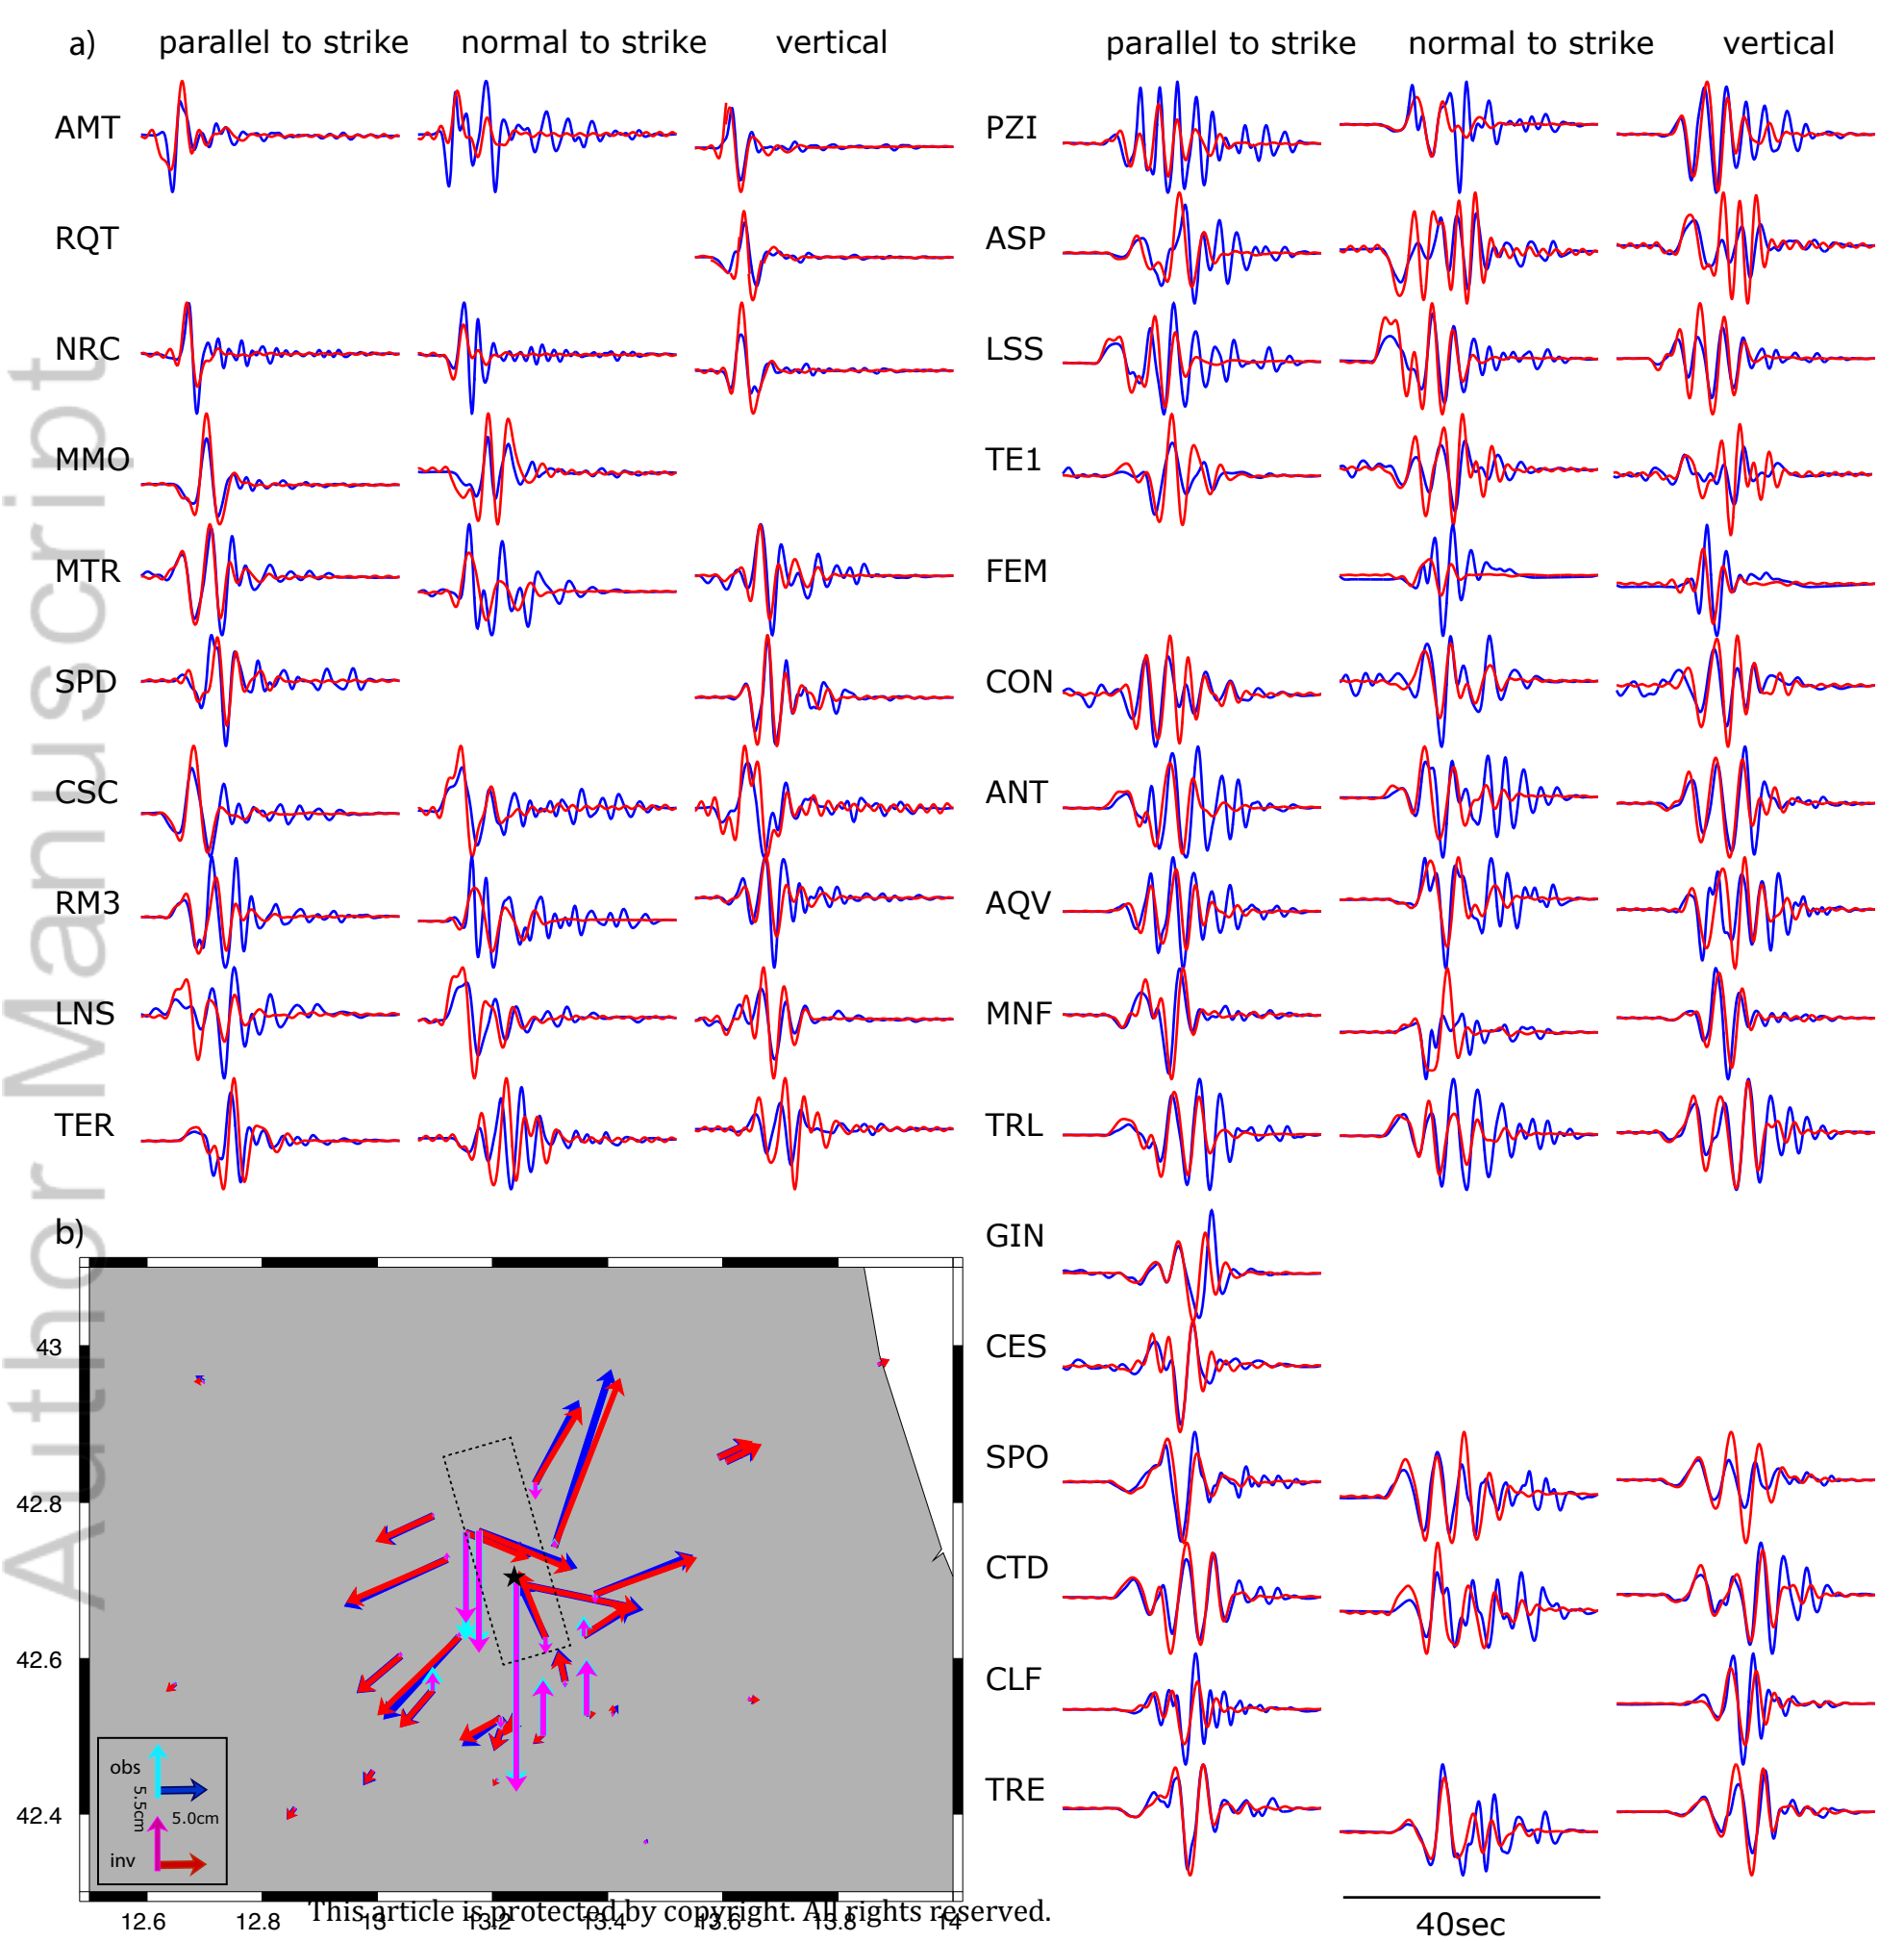 a) parallel to strike normal to strike vertical parallel to strike normal to strike vertical
AMT
RQT
NRC
MMO
MTR
SPD
CSC
RM3
LNS
TER
PZI
ASP
LSS
TE1
FEM
CON
ANT
AQV
MNF
TRL
GIN
CES
SPO
CTD
CLF
TRE
40sec
b)
43
42.8
42.6
42.4
obs
5.5cm
5.0cm
inv
12.6 12.8 13 13.2 13.4 13.6 13.8 14
This article is protected by copyright. All rights reserved.
Author Manuscript